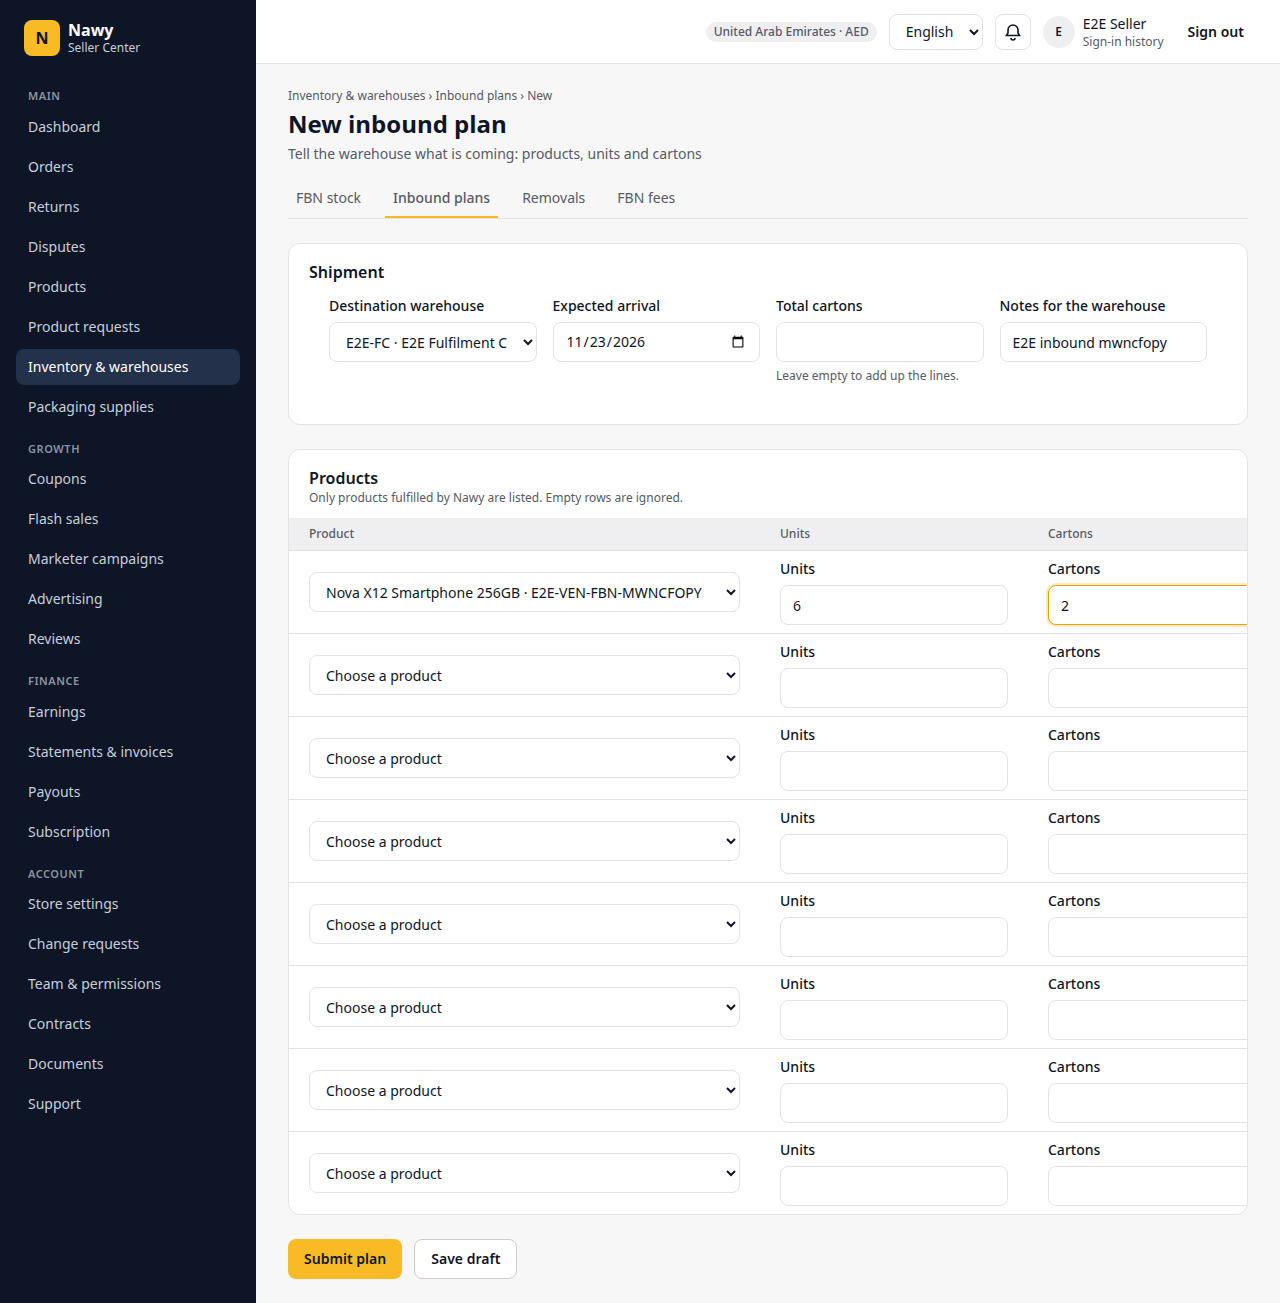 N
Nawy
Seller Center
MAIN
Dashboard
Orders
Returns
Disputes
Products
Product requests
Inventory & warehouses
Packaging supplies
GROWTH
Coupons
Flash sales
Marketer campaigns
Advertising
Reviews
FINANCE
Earnings
Statements & invoices
Payouts
Subscription
ACCOUNT
Store settings
Change requests
Team & permissions
Contracts
Documents
Support
United Arab Emirates · AED
English
E
E2E Seller
Sign-in history
Sign out
Inventory & warehouses › Inbound plans › New
New inbound plan
Tell the warehouse what is coming: products, units and cartons
FBN stock Inbound plans Removals FBN fees
Shipment
Destination warehouse Expected arrival Total cartons Notes for the warehouse
E2E-FC · E2E Fulfilment C 11/23/2026 E2E inbound mwncfopy
Leave empty to add up the lines.
Products
Only products fulfilled by Nawy are listed. Empty rows are ignored.
Product Units Cartons
Units Cartons
Nova X12 Smartphone 256GB · E2E-VEN-FBN-MWNCFOPY 6 2
Units Cartons
Choose a product
Units Cartons
Choose a product
Units Cartons
Choose a product
Units Cartons
Choose a product
Units Cartons
Choose a product
Units Cartons
Choose a product
Units Cartons
Choose a product
Submit plan Save draft